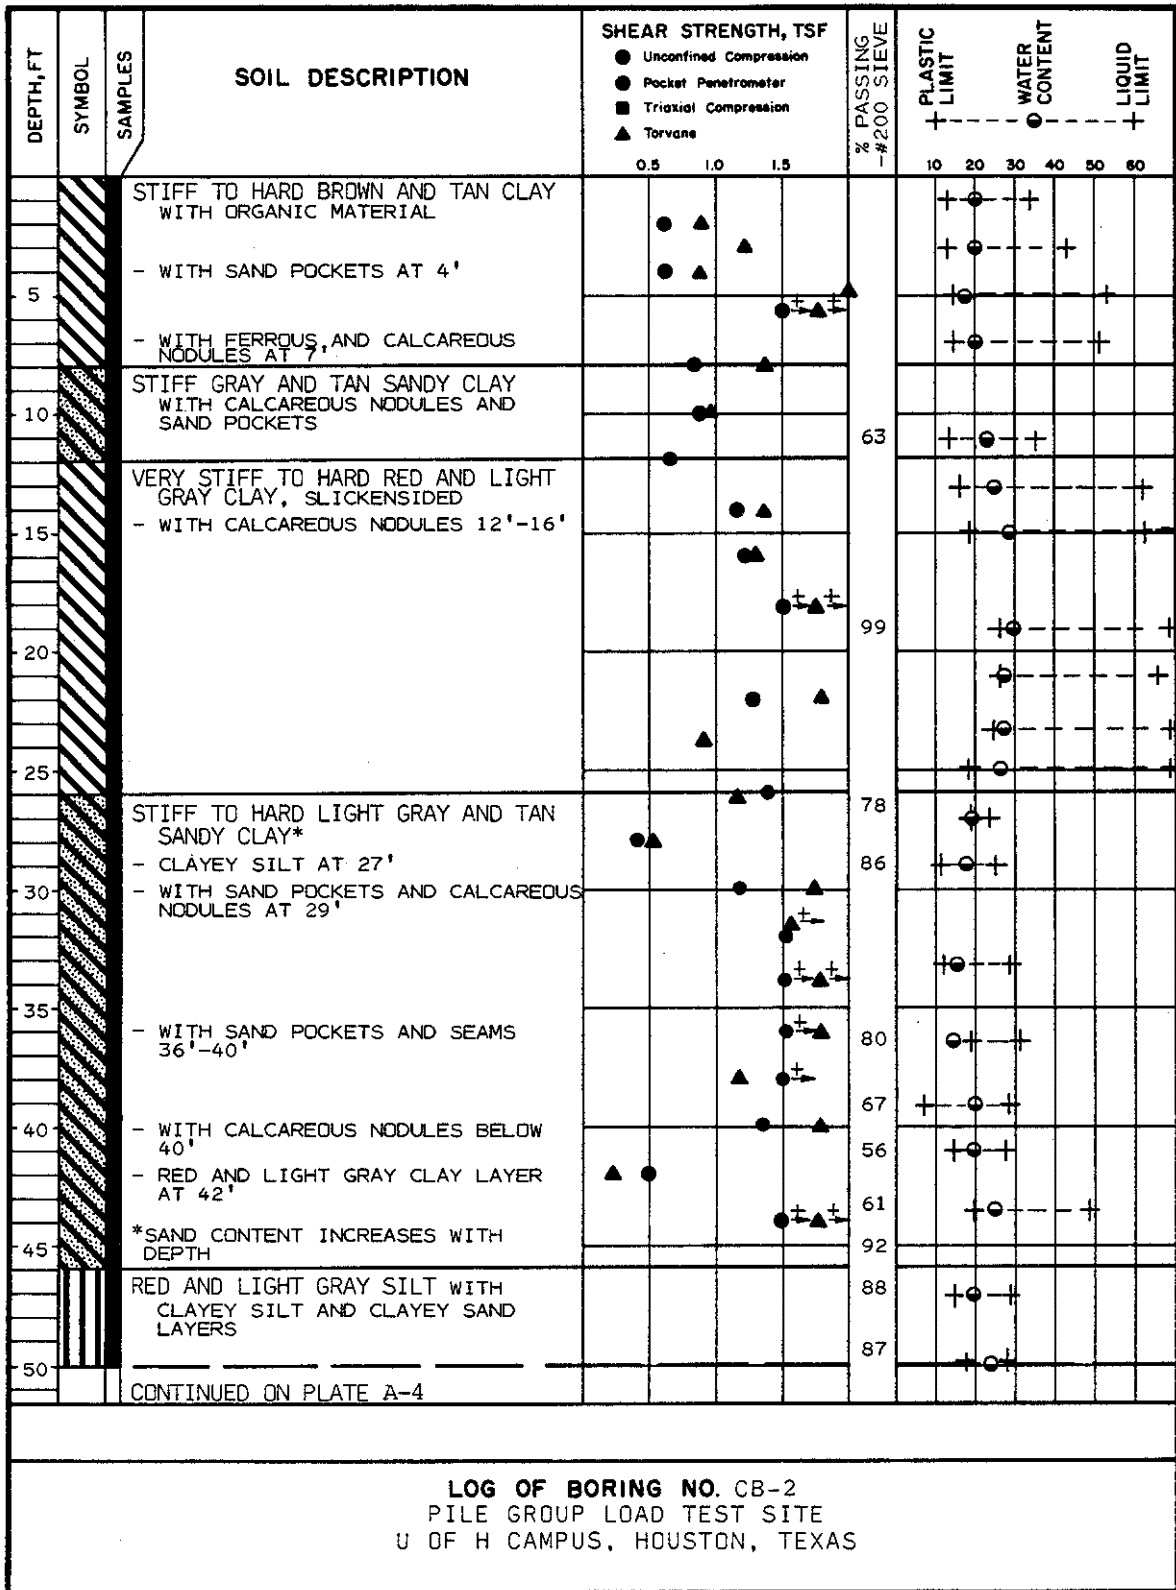 DEPTH, FT
SYMBOL
SAMPLES
SOIL DESCRIPTION
SHEAR STRENGTH, TSF
Unconfined Compression
Pocket Penetrometer
Triaxial Compression
Torvane
0.5 1.0 1.5
% PASSING
-#200 SIEVE
PLASTIC
LIMIT
WATER
CONTENT
LIQUID
LIMIT
10 20 30 40 50 60
STIFF TO HARD BROWN AND TAN CLAY
WITH ORGANIC MATERIAL
- WITH SAND POCKETS AT 4'
5
- WITH FERROUS AND CALCAREOUS
NODULES AT 7'
STIFF GRAY AND TAN SANDY CLAY
WITH CALCAREOUS NODULES AND
10
SAND POCKETS
63
VERY STIFF TO HARD RED AND LIGHT
GRAY CLAY, SLICKENSIDED
- WITH CALCAREOUS NODULES 12'-16'
15
99
20
25
78
STIFF TO HARD LIGHT GRAY AND TAN
SANDY CLAY*
- CLAYEY SILT AT 27'
86
30
- WITH SAND POCKETS AND CALCAREOUS
NODULES AT 29'
35
- WITH SAND POCKETS AND SEAMS
36'-40'
80
67
40
- WITH CALCAREOUS NODULES BELOW
40'
56
- RED AND LIGHT GRAY CLAY LAYER
AT 42'
61
*SAND CONTENT INCREASES WITH
DEPTH
45
92
RED AND LIGHT GRAY SILT WITH
CLAYEY SILT AND CLAYEY SAND
LAYERS
88
87
50
CONTINUED ON PLATE A-4
LOG OF BORING NO. CB-2
PILE GROUP LOAD TEST SITE
U OF H CAMPUS, HOUSTON, TEXAS